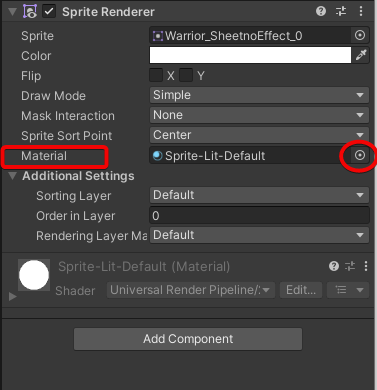 Sprite Renderer
Sprite Warrior_SheetnoEffect_0
Color
Flip X Y
Draw Mode Simple
Mask Interaction None
Sprite Sort Point Center
Material Sprite-Lit-Default
Additional Settings
Sorting Layer Default
Order in Layer 0
Rendering Layer Ma Default
Sprite-Lit-Default (Material)
Shader Universal Render Pipeline/ Edit...
Add Component